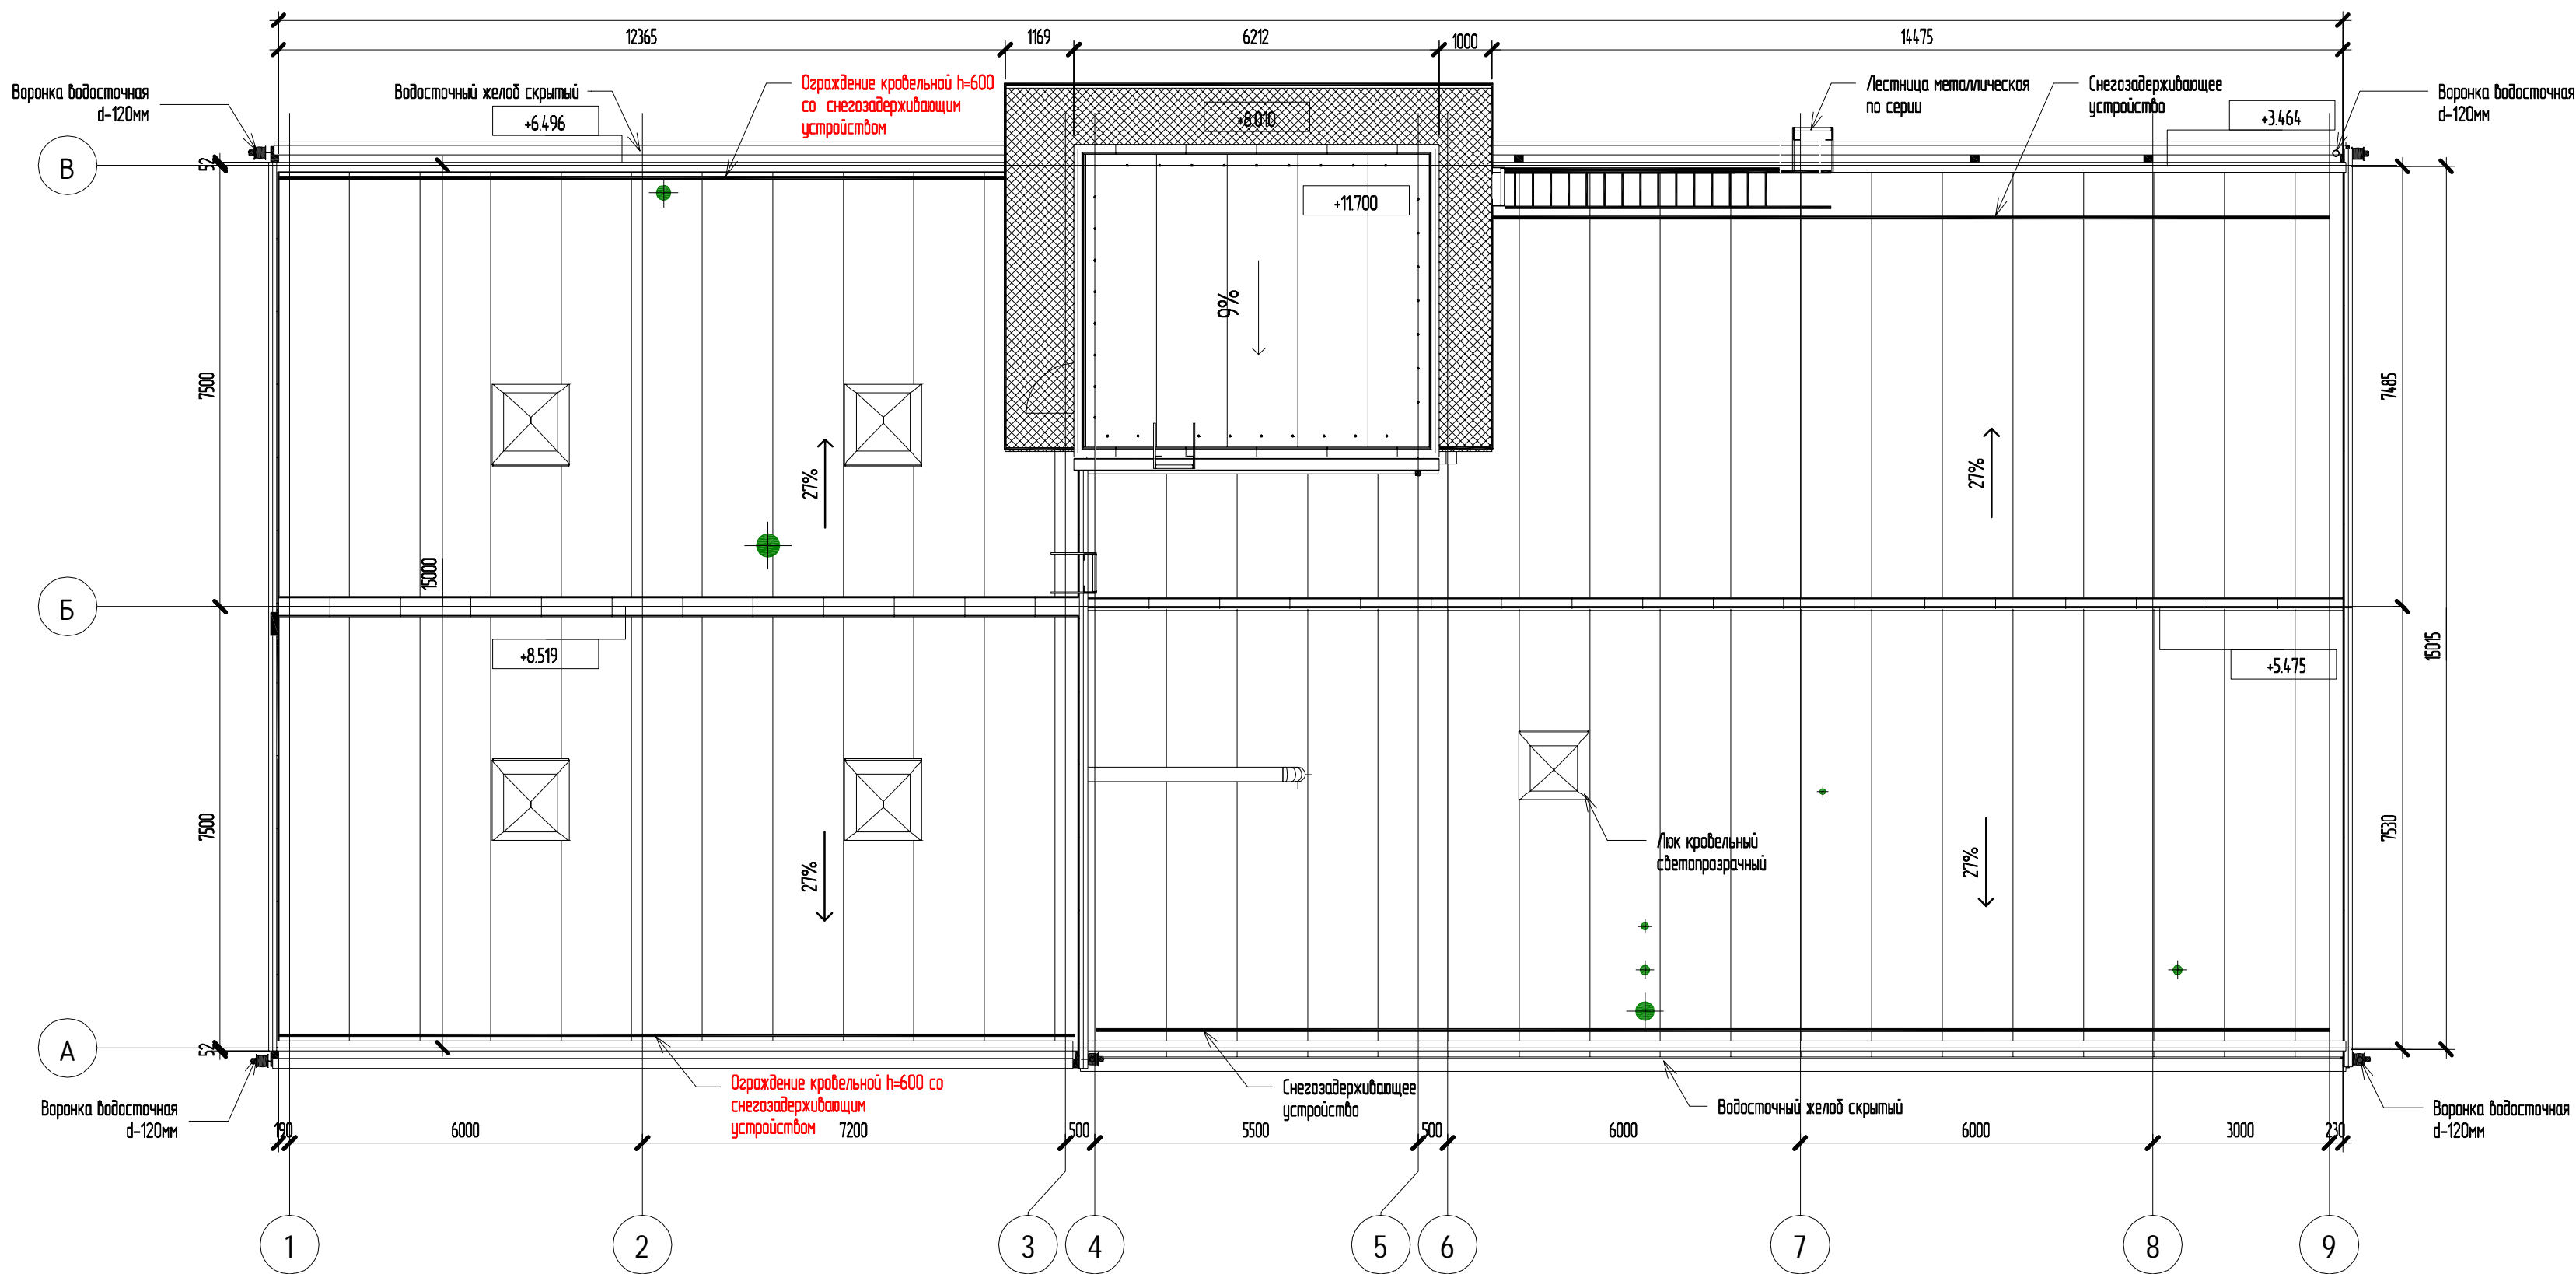 12365
1169
6212
1000
14475
Воронка водосточная
d-120мм
Водосточный желоб скрытый
+6.496
Ограждение кровельной h=600
со снегозадерживающим
устройством
+8.010
Лестница металлическая
по серии
Снегозадерживающее
устройство
+3.464
Воронка водосточная
d-120мм
В
52
+11.700
9%
7500
7485
27%
27%
15000
Б
+8.519
+5.475
15015
7500
7530
Люк кровельный
светопрозрачный
27%
27%
А
52
Воронка водосточная
d-120мм
Ограждение кровельной h=600 со
снегозадерживающим
устройством
Снегозадерживающее
устройство
Водосточный желоб скрытый
Воронка водосточная
d-120мм
190
6000
7200
500
5500
500
6000
6000
3000
230
1
2
3
4
5
6
7
8
9